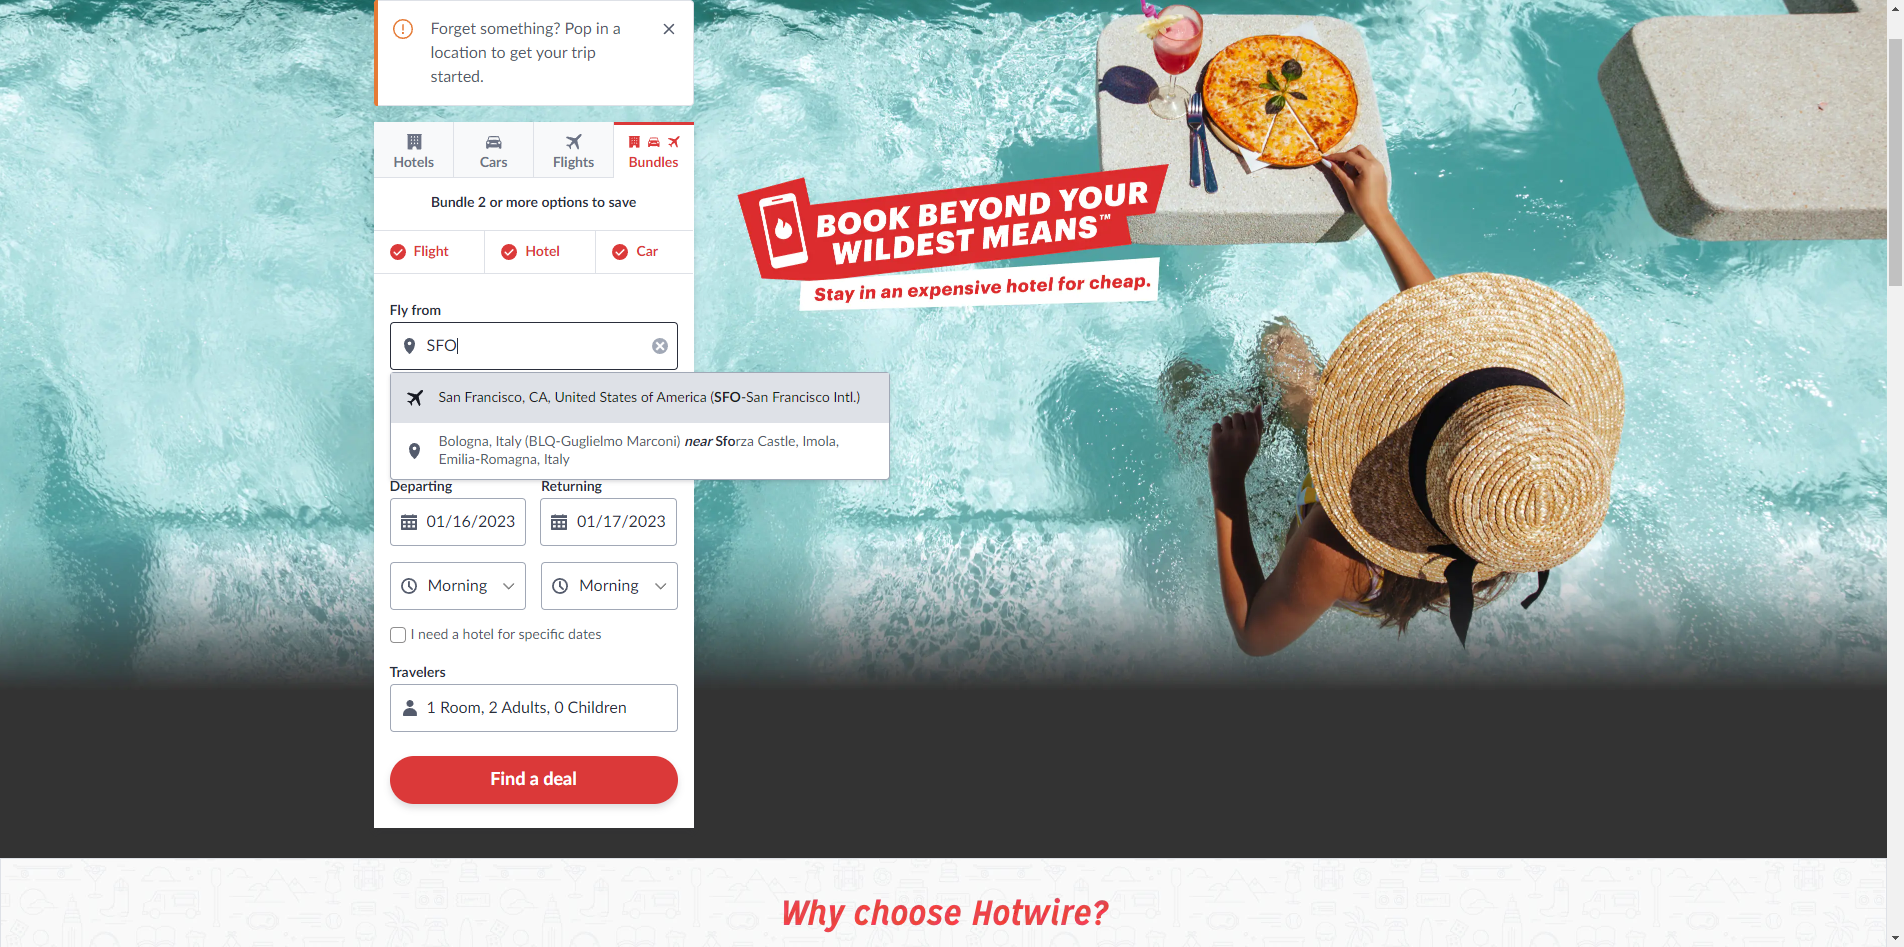 Forget something? Pop in a
location to get your trip
started.
Hotels
Cars
Flights
Bundles
Bundle 2 or more options to save
Flight
Hotel
Car
Fly from
SFO
San Francisco, CA, United States of America (SFO-San Francisco Intl.)
Bologna, Italy (BLQ-Guglielmo Marconi) near Sforza Castle, Imola,
Emilia-Romagna, Italy
Departing
Returning
01/16/2023
01/17/2023
Morning
Morning
I need a hotel for specific dates
Travelers
1 Room, 2 Adults, 0 Children
Find a deal
BOOK BEYOND YOUR
WILDEST MEANS™
Stay in an expensive hotel for cheap.
Why choose Hotwire?